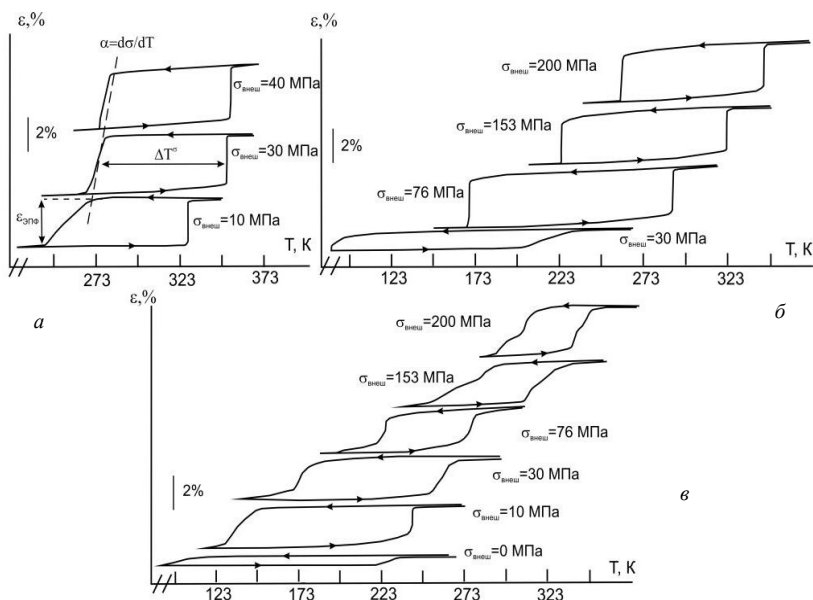 ε,%
α=dσ/dT
σвнеш=40 МПа
2%
ΔTσ
σвнеш=30 МПа
εЭПФ
σвнеш=10 МПа
T, К
273 323 373
а
ε,%
σвнеш=200 МПа
σвнеш=153 МПа
2%
σвнеш=76 МПа
σвнеш=30 МПа
T, К
123 173 223 273 323
б
ε,%
σвнеш=200 МПа
σвнеш=153 МПа
σвнеш=76 МПа
2%
σвнеш=30 МПа
σвнеш=10 МПа
σвнеш=0 МПа
T, К
123 173 223 273 323
в